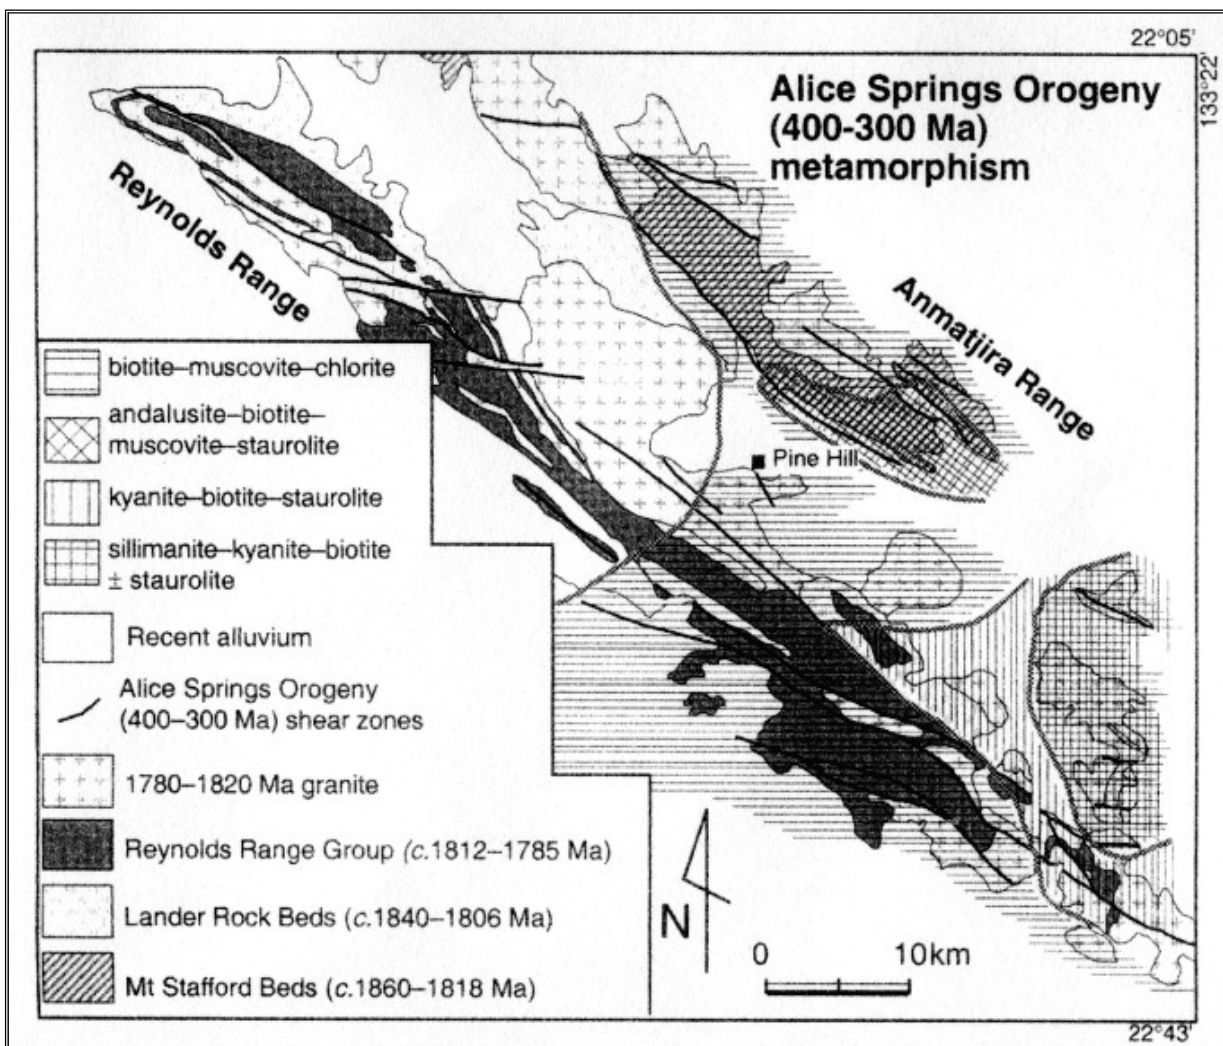 22°05'
133°22'
Alice Springs Orogeny
(400-300 Ma)
metamorphism
Reynolds Range
Anmatjira Range
Pine Hill
biotite–muscovite–chlorite
andalusite–biotite–
muscovite–staurolite
kyanite–biotite–staurolite
sillimanite–kyanite–biotite
± staurolite
Recent alluvium
Alice Springs Orogeny
(400–300 Ma) shear zones
1780–1820 Ma granite
Reynolds Range Group (c.1812–1785 Ma)
Lander Rock Beds (c.1840–1806 Ma)
Mt Stafford Beds (c.1860–1818 Ma)
N
0 10km
22°43'